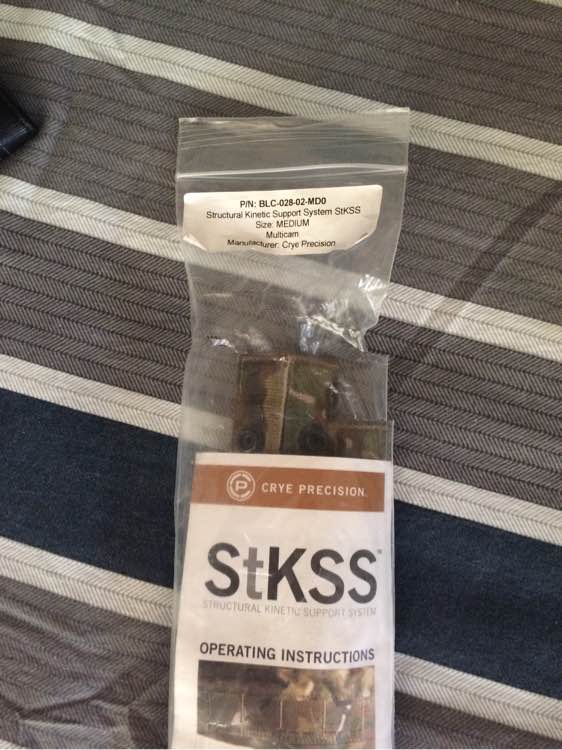 P/N: BLC-028-02-MD0
Structural Kinetic Support System StKSS
Size: MEDIUM
Multicam
Manufacturer: Crye Precision
CRYE PRECISION
StKSS
STRUCTURAL KINETIC SUPPORT SYSTEM
OPERATING INSTRUCTIONS